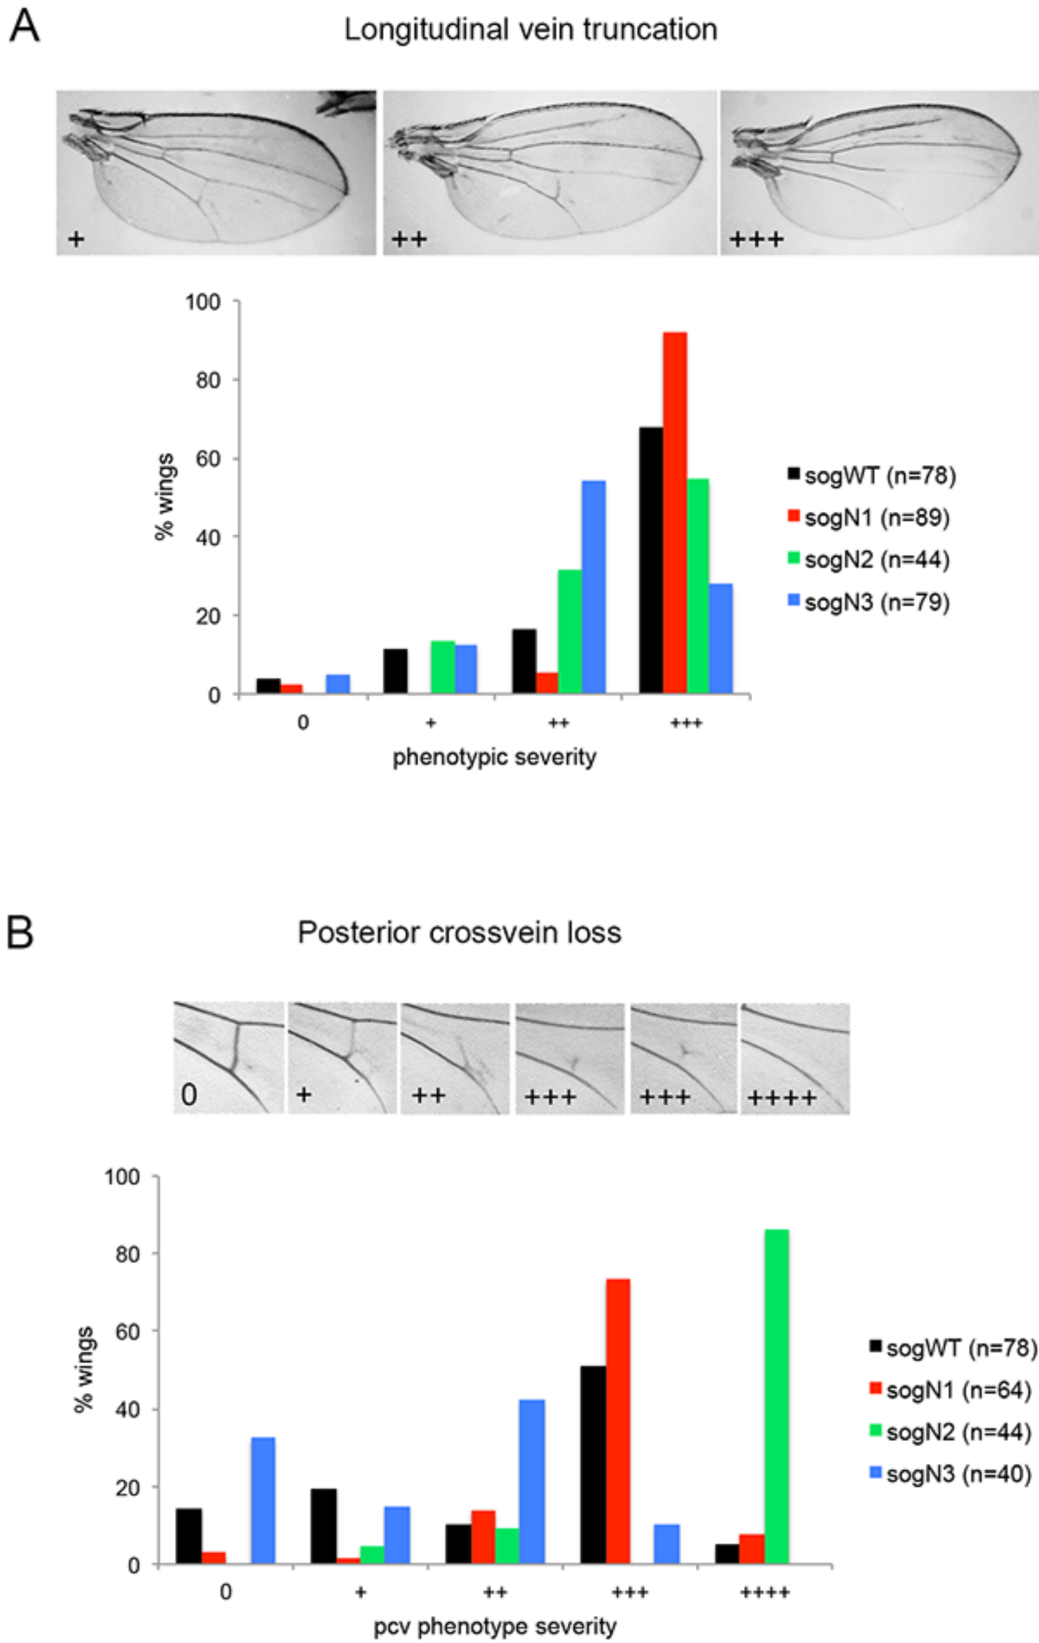 A
Longitudinal vein truncation
+
++
+++
100
80
60
40
20
0
% wings
0
+
++
+++
phenotypic severity
sogWT (n=78)
sogN1 (n=89)
sogN2 (n=44)
sogN3 (n=79)
B
Posterior crossvein loss
0
+
++
+++
+++
++++
100
80
60
40
20
0
% wings
0
+
++
+++
++++
pcv phenotype severity
sogWT (n=78)
sogN1 (n=64)
sogN2 (n=44)
sogN3 (n=40)